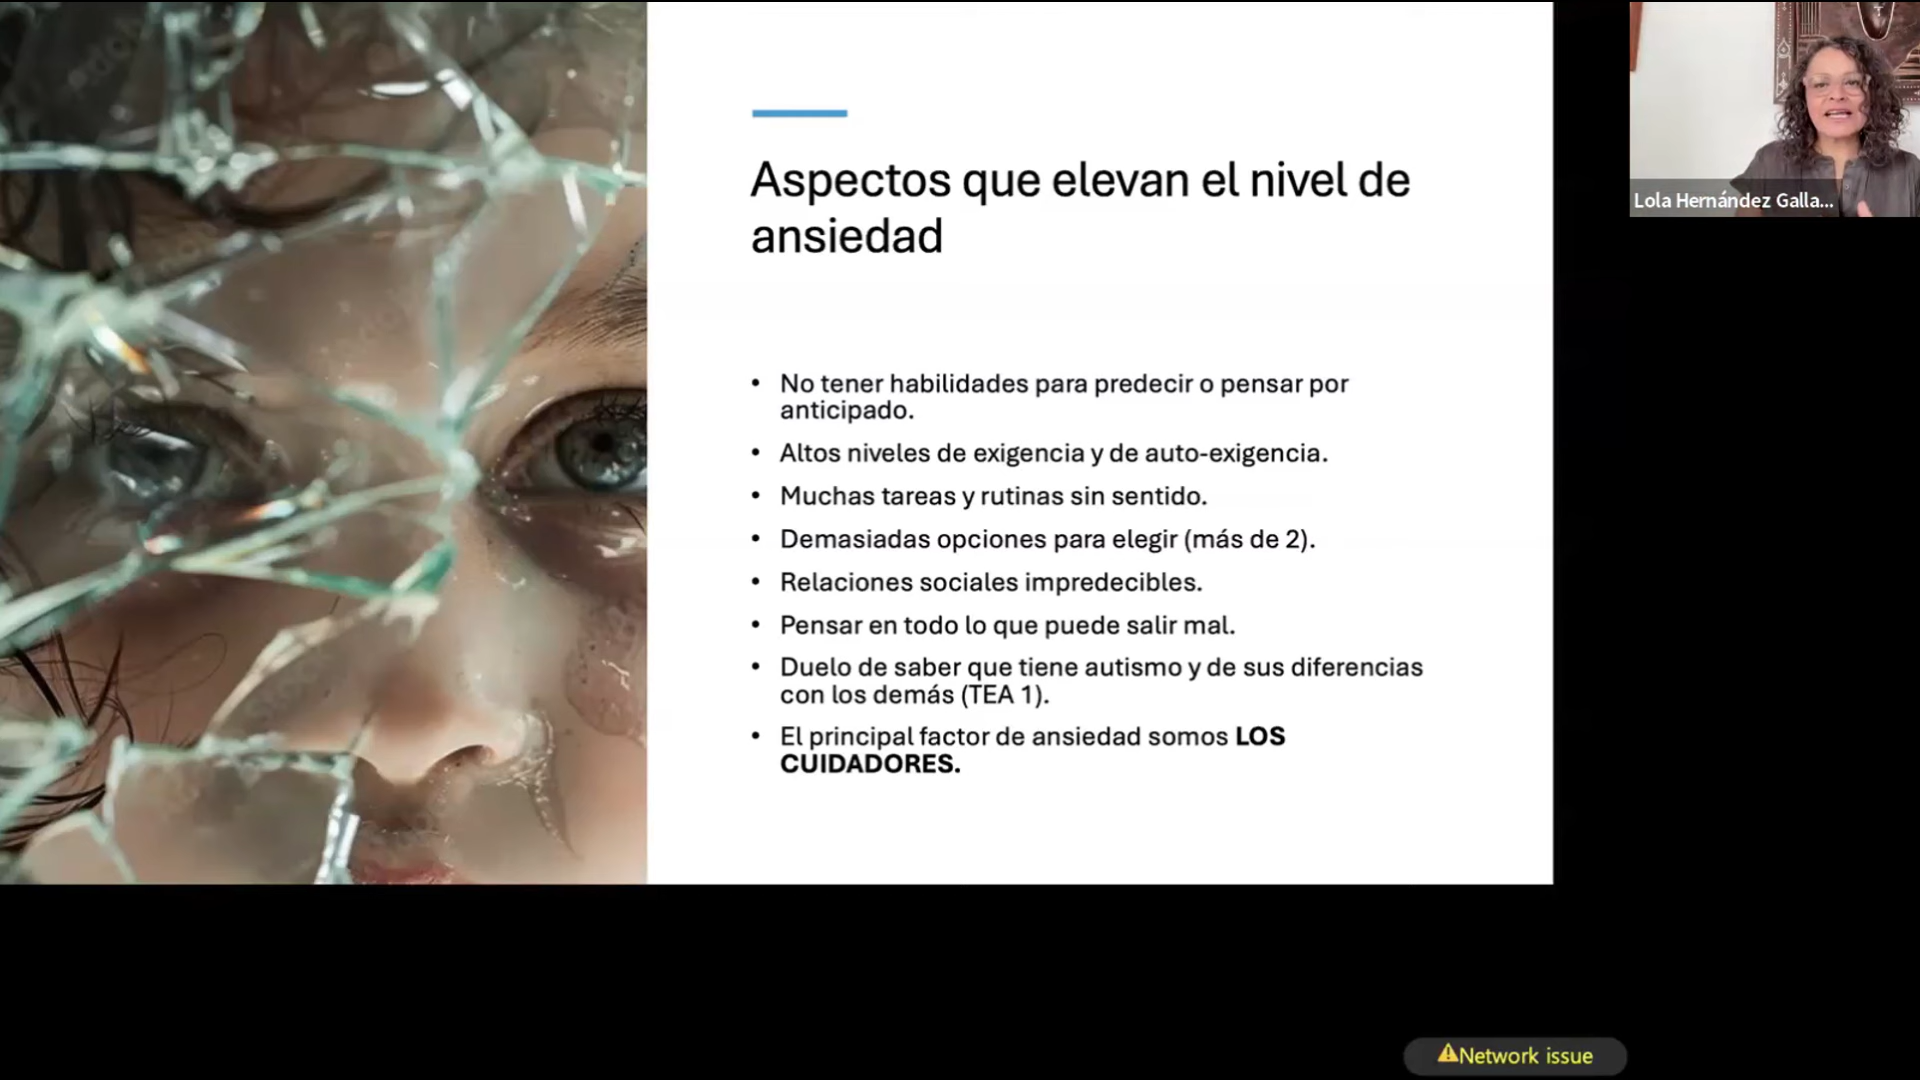 Aspectos que elevan el nivel de
ansiedad
• No tener habilidades para predecir o pensar por
anticipado.
• Altos niveles de exigencia y de auto-exigencia.
• Muchas tareas y rutinas sin sentido.
• Demasiadas opciones para elegir (más de 2).
• Relaciones sociales impredecibles.
• Pensar en todo lo que puede salir mal.
• Duelo de saber que tiene autismo y de sus diferencias
con los demás (TEA 1).
• El principal factor de ansiedad somos LOS
CUIDADORES.
Lola Hernández Galla...
Network issue